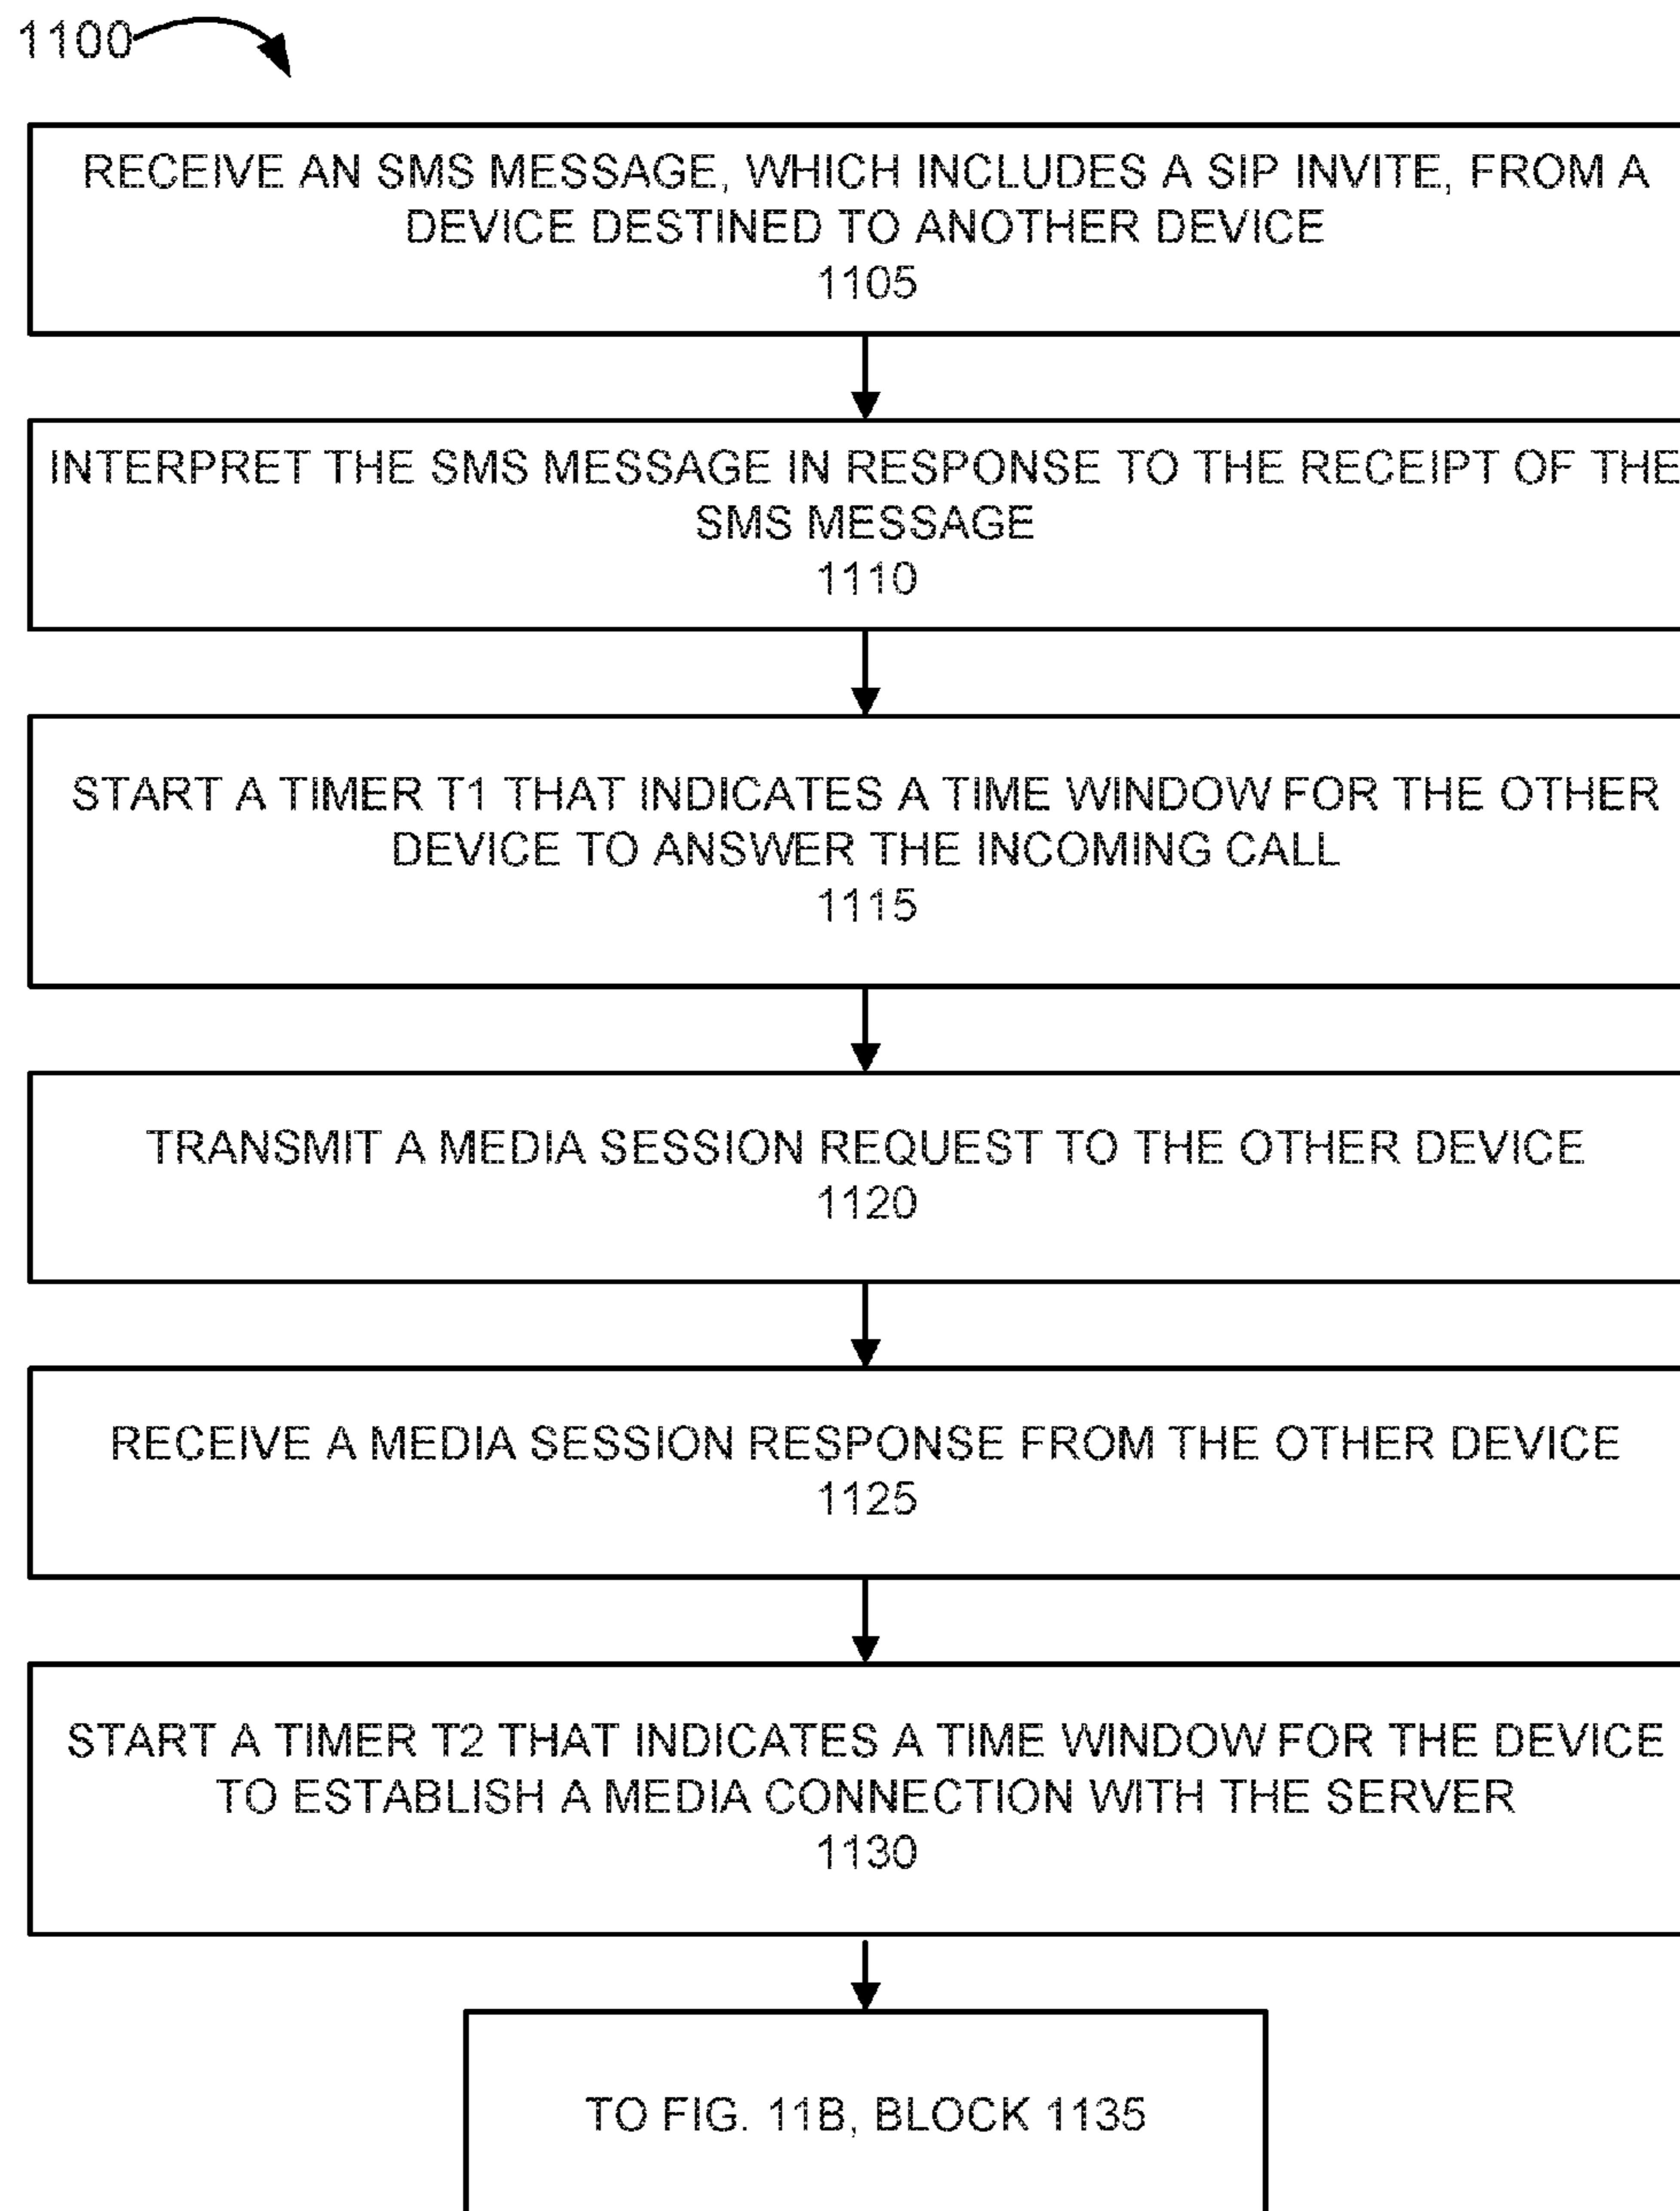 1100
RECEIVE AN SMS MESSAGE, WHICH INCLUDES A SIP INVITE, FROM A
DEVICE DESTINED TO ANOTHER DEVICE
1105
INTERPRET THE SMS MESSAGE IN RESPONSE TO THE RECEIPT OF THE
SMS MESSAGE
1110
START A TIMER T1 THAT INDICATES A TIME WINDOW FOR THE OTHER
DEVICE TO ANSWER THE INCOMING CALL
1115
TRANSMIT A MEDIA SESSION REQUEST TO THE OTHER DEVICE
1120
RECEIVE A MEDIA SESSION RESPONSE FROM THE OTHER DEVICE
1125
START A TIMER T2 THAT INDICATES A TIME WINDOW FOR THE DEVICE
TO ESTABLISH A MEDIA CONNECTION WITH THE SERVER
1130
TO FIG. 11B, BLOCK 1135